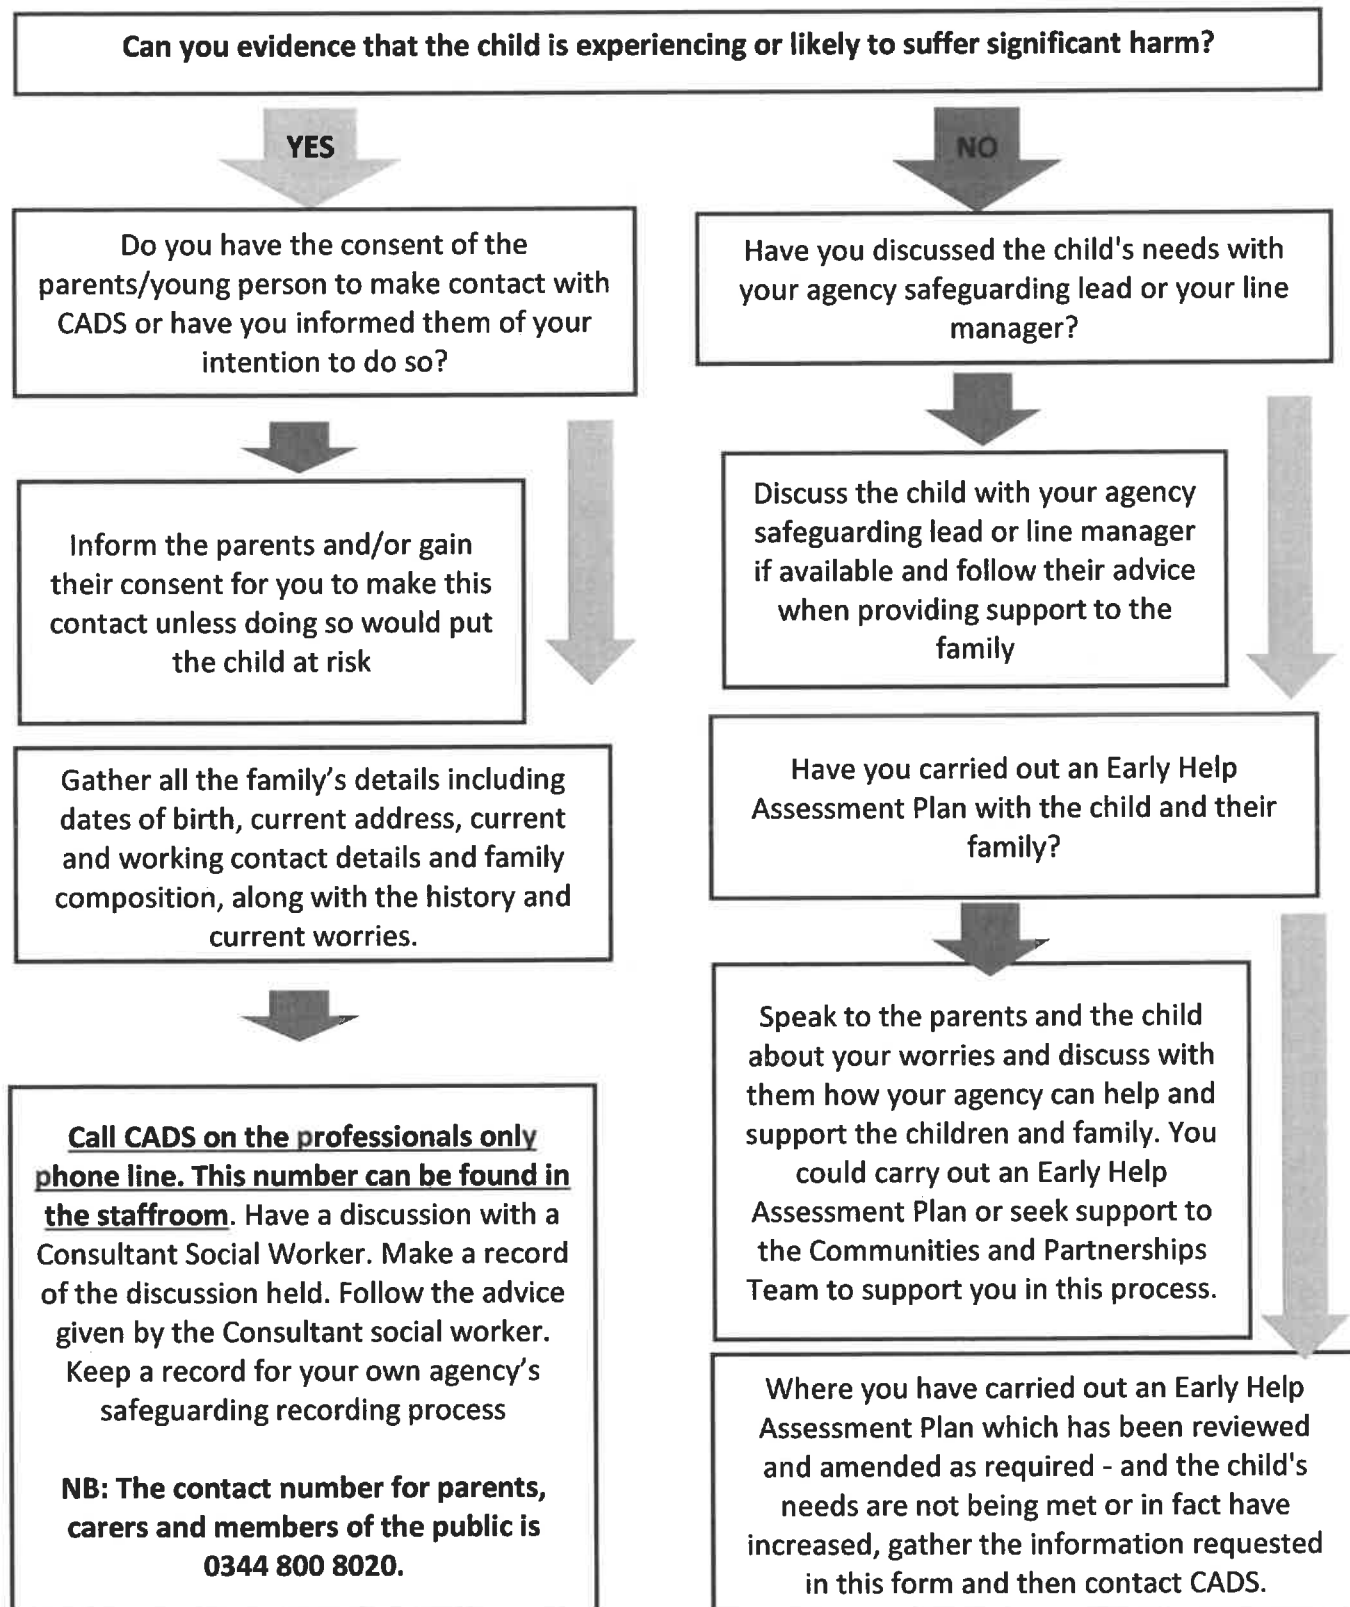 Can you evidence that the child is experiencing or likely to suffer significant harm?
YES
NO
Do you have the consent of the
parents/young person to make contact with
CADS or have you informed them of your
intention to do so?
Inform the parents and/or gain
their consent for you to make this
contact unless doing so would put
the child at risk
Gather all the family's details including
dates of birth, current address, current
and working contact details and family
composition, along with the history and
current worries.
Call CADS on the professionals only
phone line. This number can be found in
the staffroom. Have a discussion with a
Consultant Social Worker. Make a record
of the discussion held. Follow the advice
given by the Consultant social worker.
Keep a record for your own agency's
safeguarding recording process
NB: The contact number for parents,
carers and members of the public is
0344 800 8020.
Have you discussed the child's needs with
your agency safeguarding lead or your line
manager?
Discuss the child with your agency
safeguarding lead or line manager
if available and follow their advice
when providing support to the
family
Have you carried out an Early Help
Assessment Plan with the child and their
family?
Speak to the parents and the child
about your worries and discuss with
them how your agency can help and
support the children and family. You
could carry out an Early Help
Assessment Plan or seek support to
the Communities and Partnerships
Team to support you in this process.
Where you have carried out an Early Help
Assessment Plan which has been reviewed
and amended as required - and the child's
needs are not being met or in fact have
increased, gather the information requested
in this form and then contact CADS.